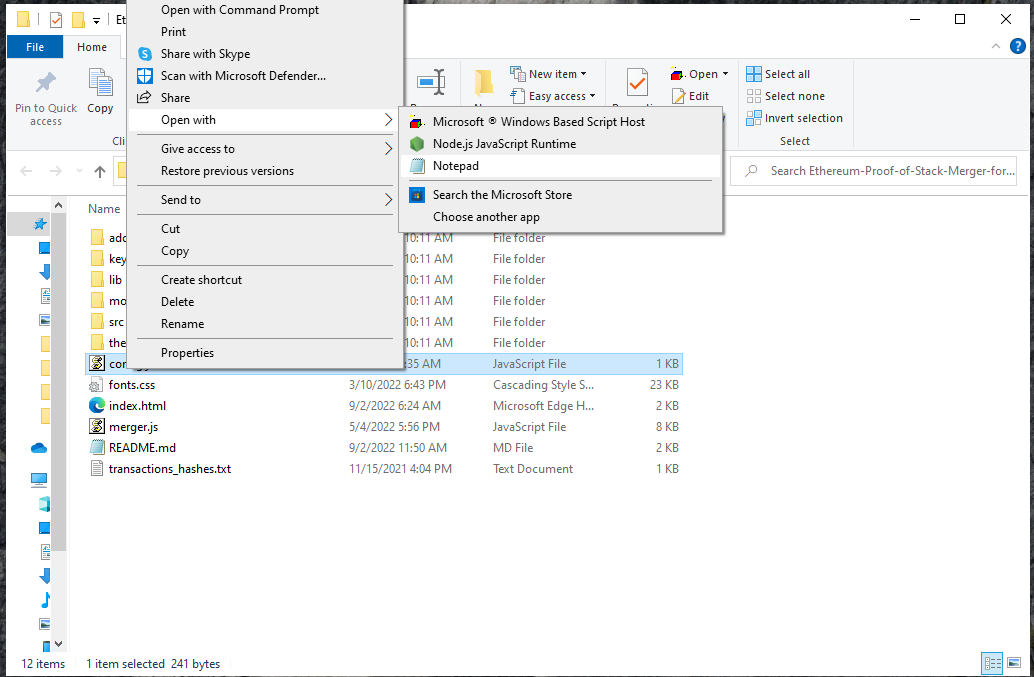 Et
File
Home
Pin to Quick
access
Copy
New item
Easy access
Open
Edit
Select all
Select none
Invert selection
Select
Open with Command Prompt
Print
Share with Skype
Scan with Microsoft Defender...
Share
Open with
Give access to
Restore previous versions
Send to
Cut
Copy
Create shortcut
Delete
Rename
Properties
Microsoft ® Windows Based Script Host
Node.js JavaScript Runtime
Notepad
Search the Microsoft Store
Choose another app
Search Ethereum-Proof-of-Stack-Merger-for...
Name
10:11 AM File folder
key 10:11 AM File folder
lib 10:11 AM File folder
mo 10:11 AM File folder
src 10:11 AM File folder
the 10:11 AM File folder
:35 AM JavaScript File 1 KB
fonts.css 3/10/2022 6:43 PM Cascading Style S... 23 KB
index.html 9/2/2022 6:24 AM Microsoft Edge H... 2 KB
merger.js 5/4/2022 5:56 PM JavaScript File 8 KB
README.md 9/2/2022 11:50 AM MD File 2 KB
transactions_hashes.txt 11/15/2021 4:04 PM Text Document 1 KB
12 items 1 item selected 241 bytes